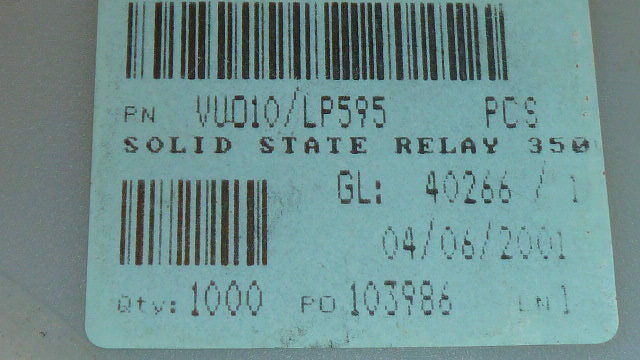 PN VUO10/LP595 PCS
SOLID STATE RELAY 350
GL: 40266 / 1
04/06/2001
Qty: 1000 PO 103986 LN 1